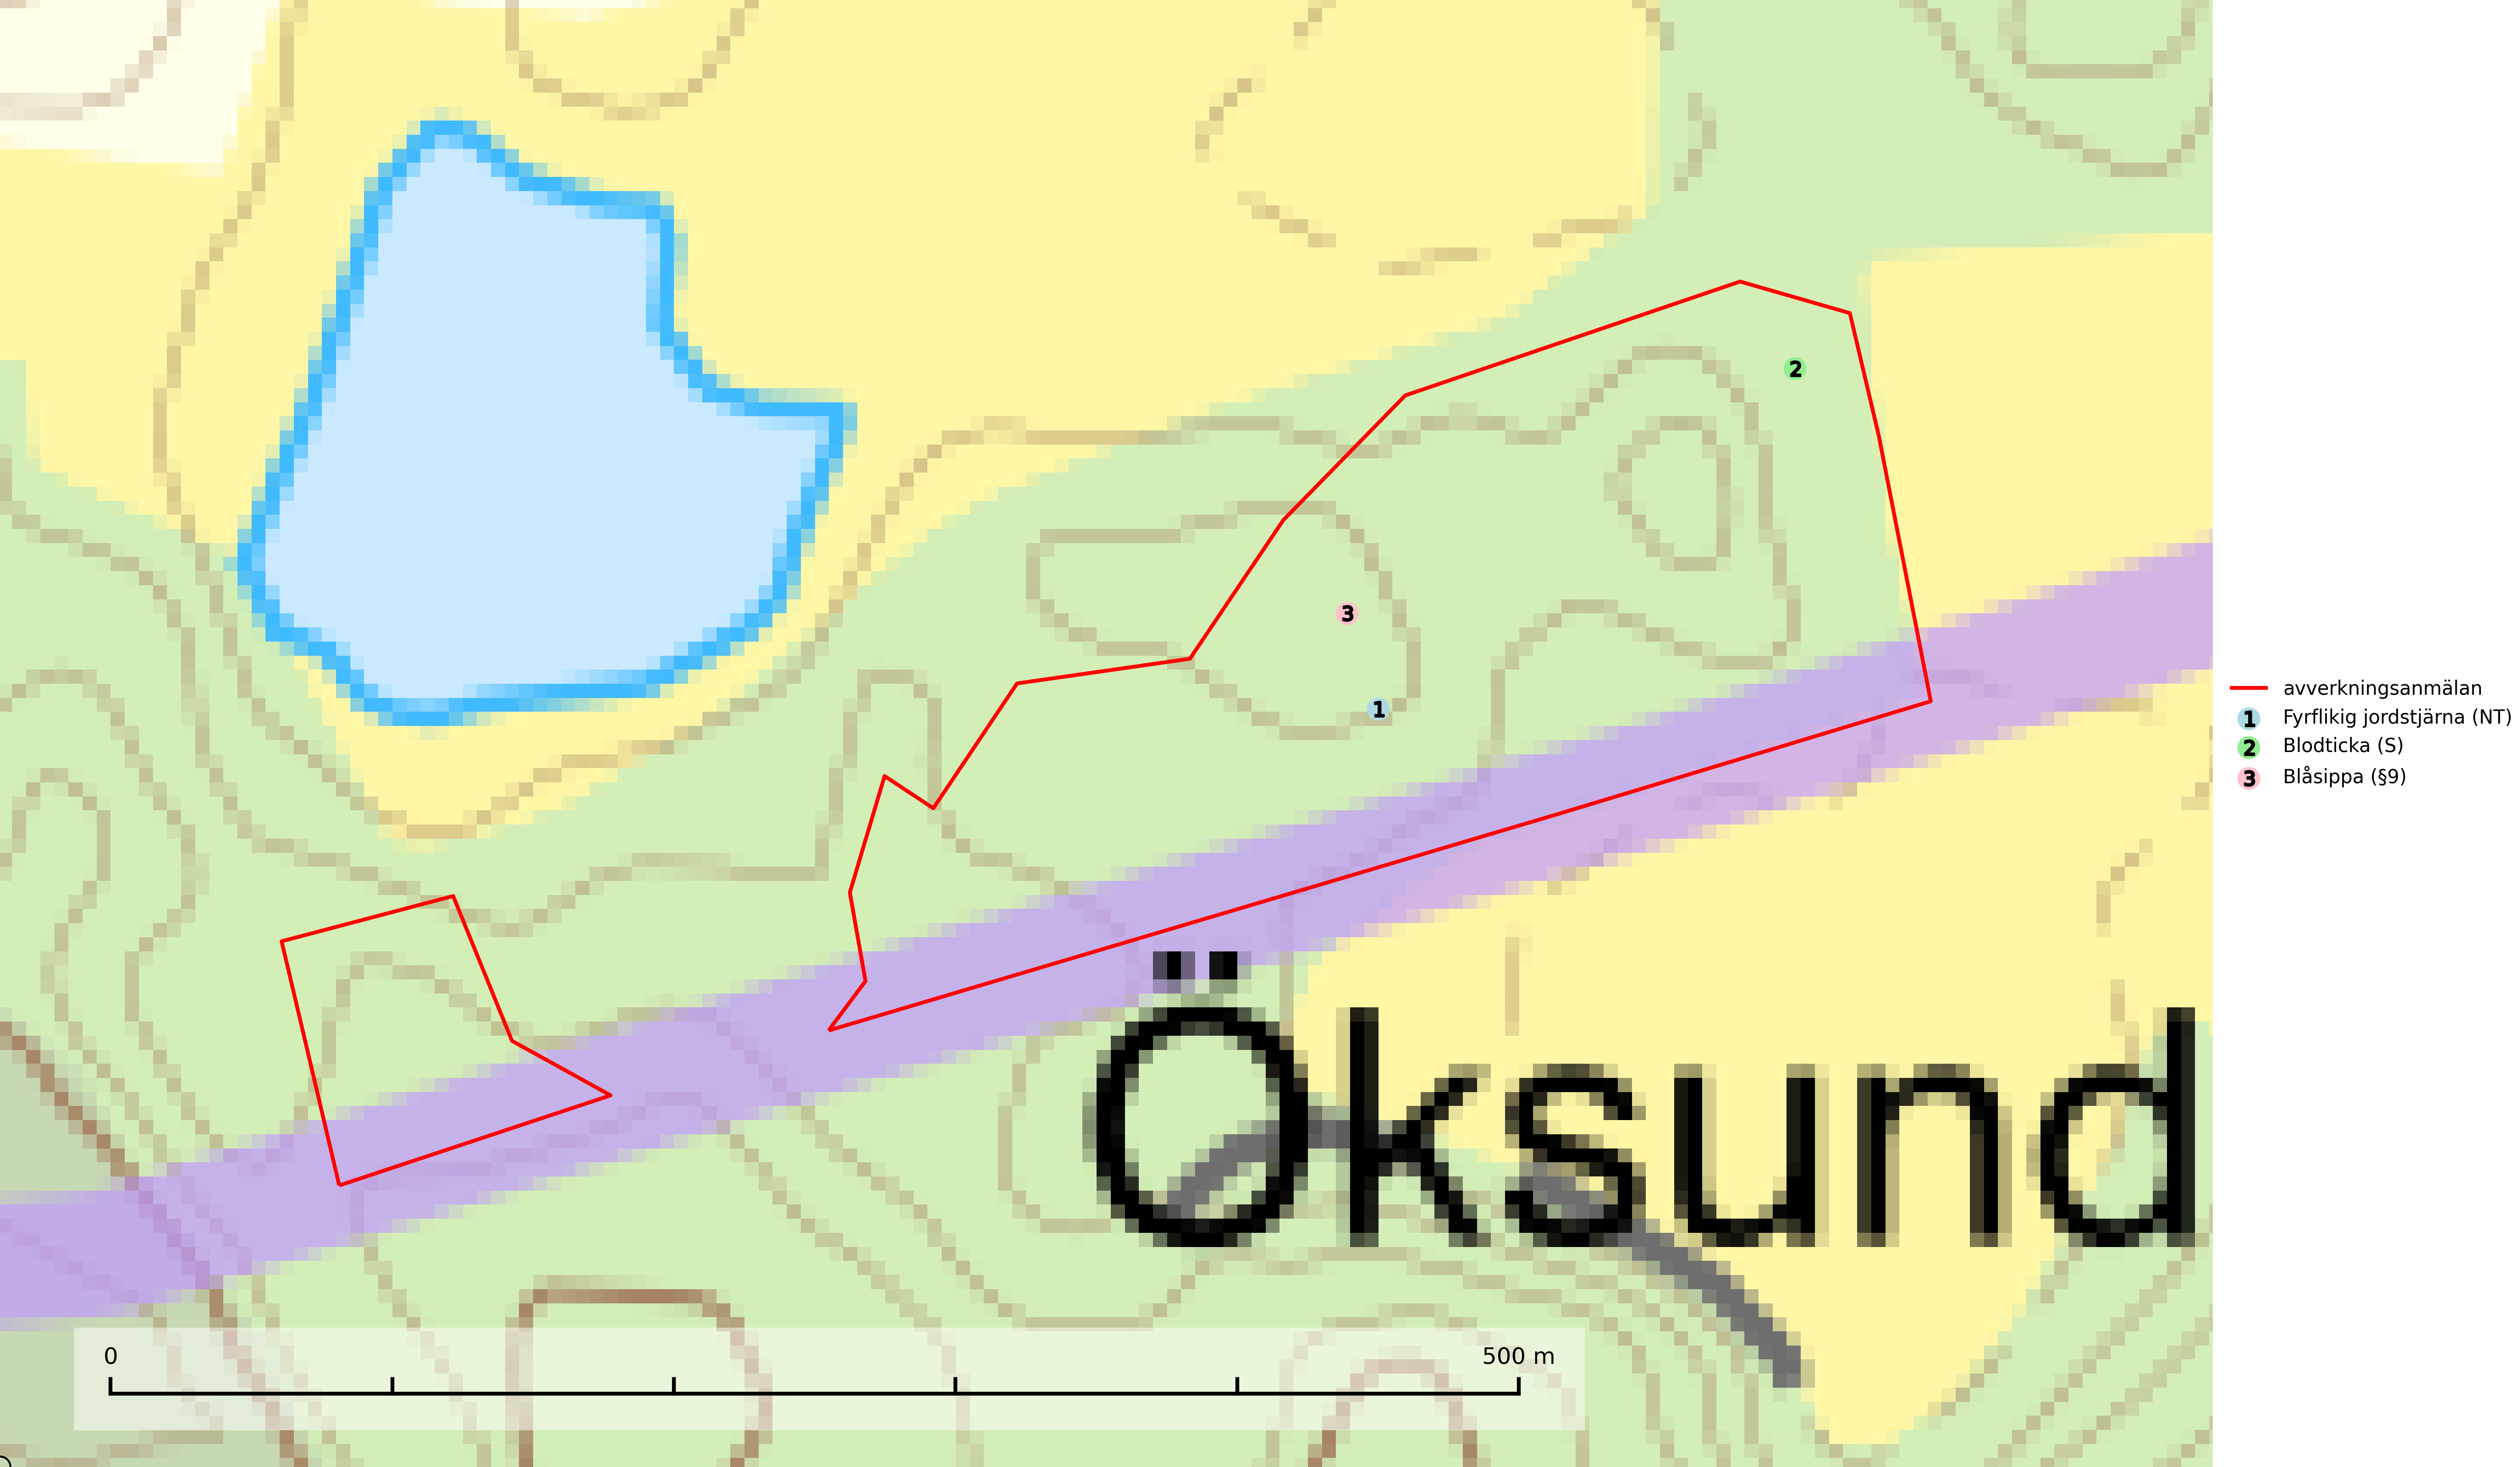 2
3
1
Öksund
0 500 m
avverkningsanmälan
1 Fyrflikig jordstjärna (NT)
2 Blodticka (S)
3 Blåsippa (§9)